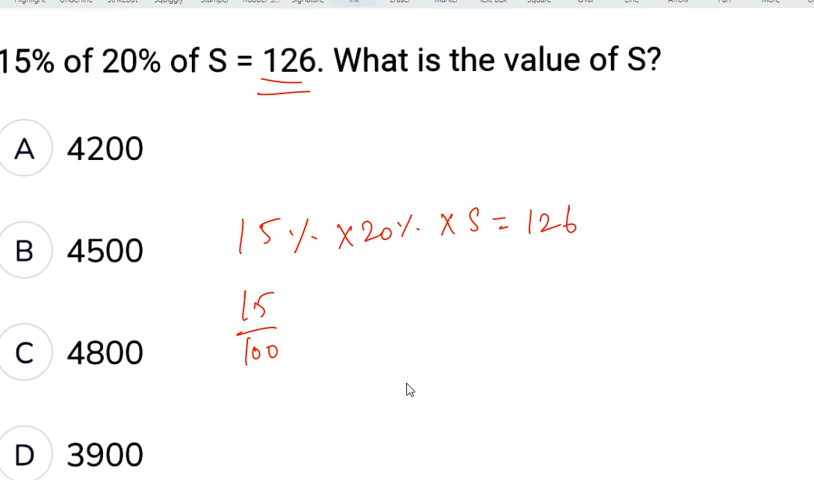 15% of 20% of S = 126. What is the value of S?
A 4200
15% × 20% × S = 126
B 4500
15
100
C 4800
D 3900